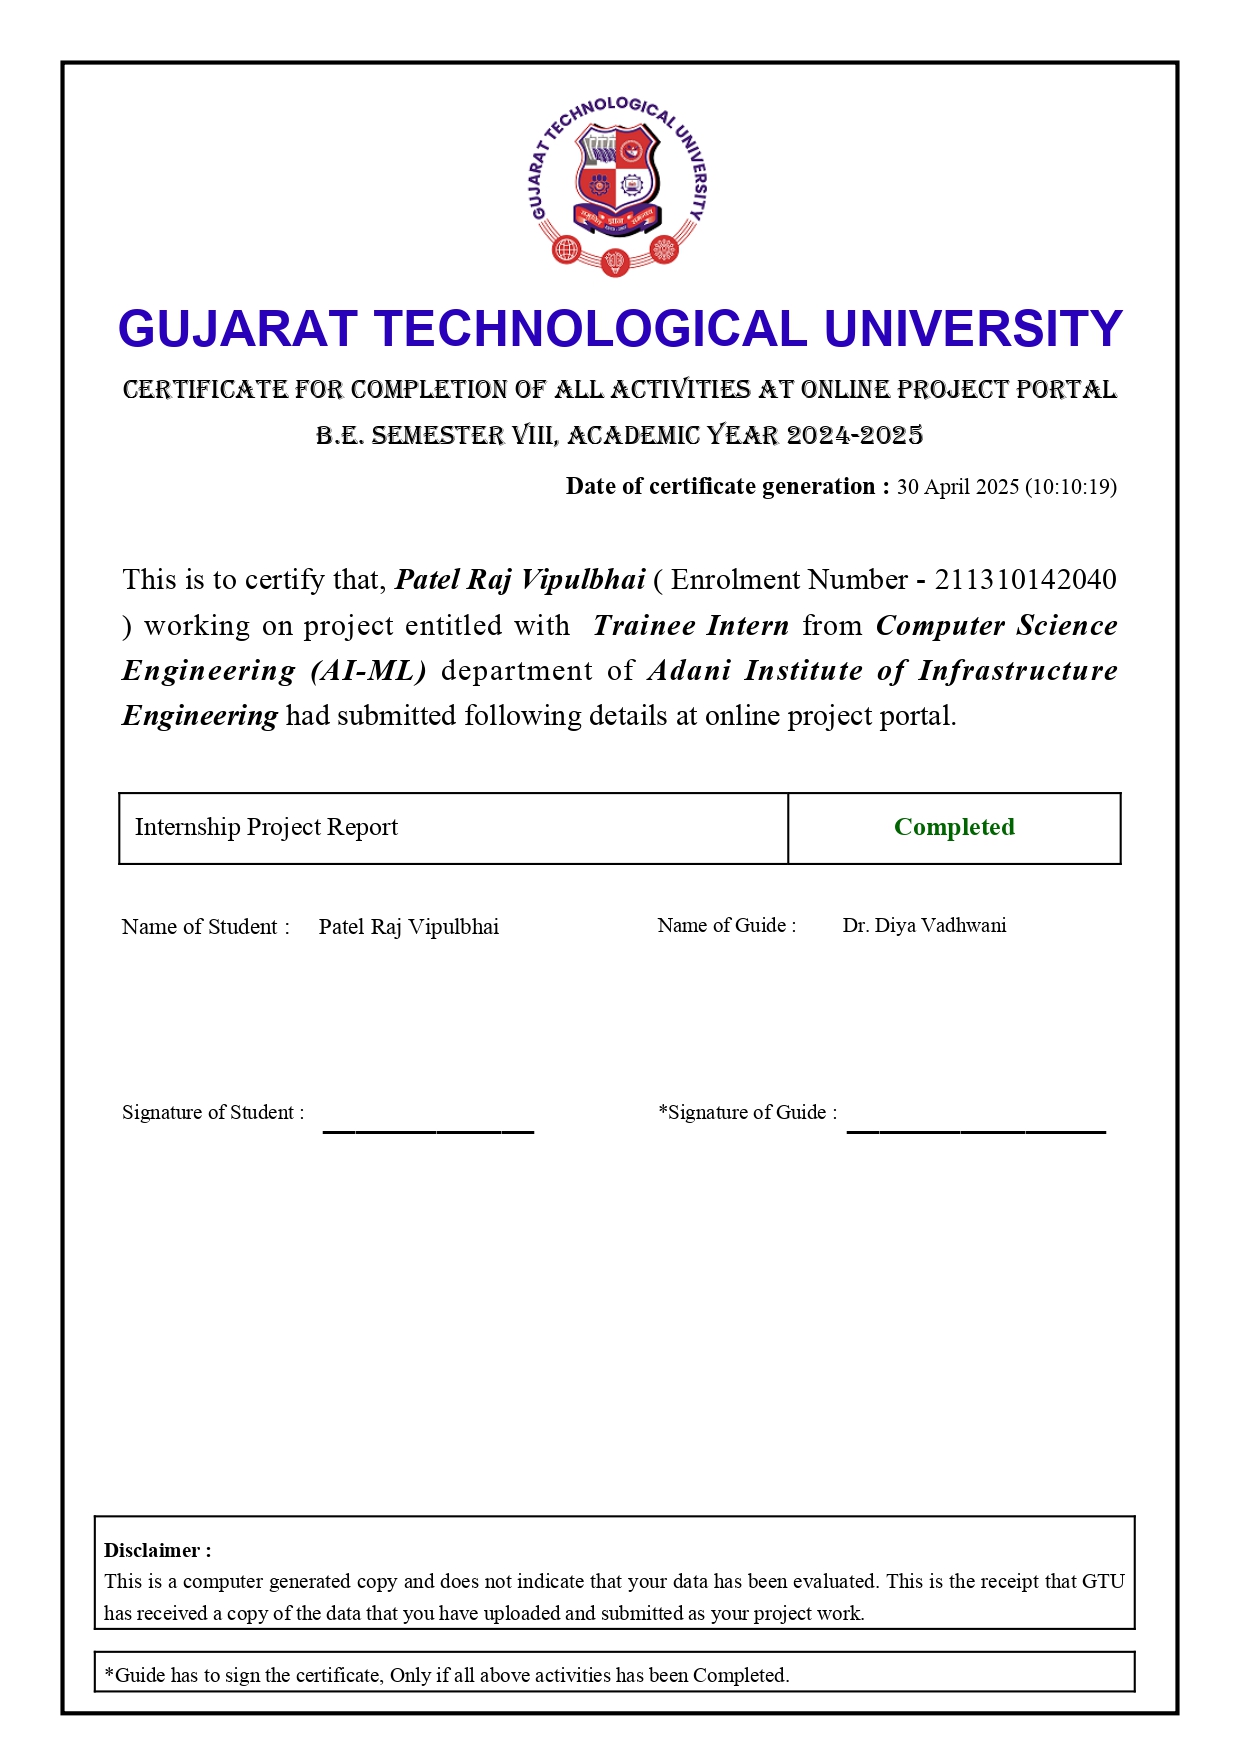 GUJARAT TECHNOLOGICAL UNIVERSITY
GUJARAT TECHNOLOGICAL UNIVERSITY
CERTIFICATE FOR COMPLETION OF ALL ACTIVITIES AT ONLINE PROJECT PORTAL
B.E. SEMESTER VIII, ACADEMIC YEAR 2024-2025
Date of certificate generation : 30 April 2025 (10:10:19)
This is to certify that, Patel Raj Vipulbhai ( Enrolment Number - 211310142040
) working on project entitled with Trainee Intern from Computer Science
Engineering (AI-ML) department of Adani Institute of Infrastructure
Engineering had submitted following details at online project portal.
Internship Project Report Completed
Name of Student : Patel Raj Vipulbhai Name of Guide : Dr. Diya Vadhwani
Signature of Student : *Signature of Guide :
Disclaimer :
This is a computer generated copy and does not indicate that your data has been evaluated. This is the receipt that GTU
has received a copy of the data that you have uploaded and submitted as your project work.
*Guide has to sign the certificate, Only if all above activities has been Completed.